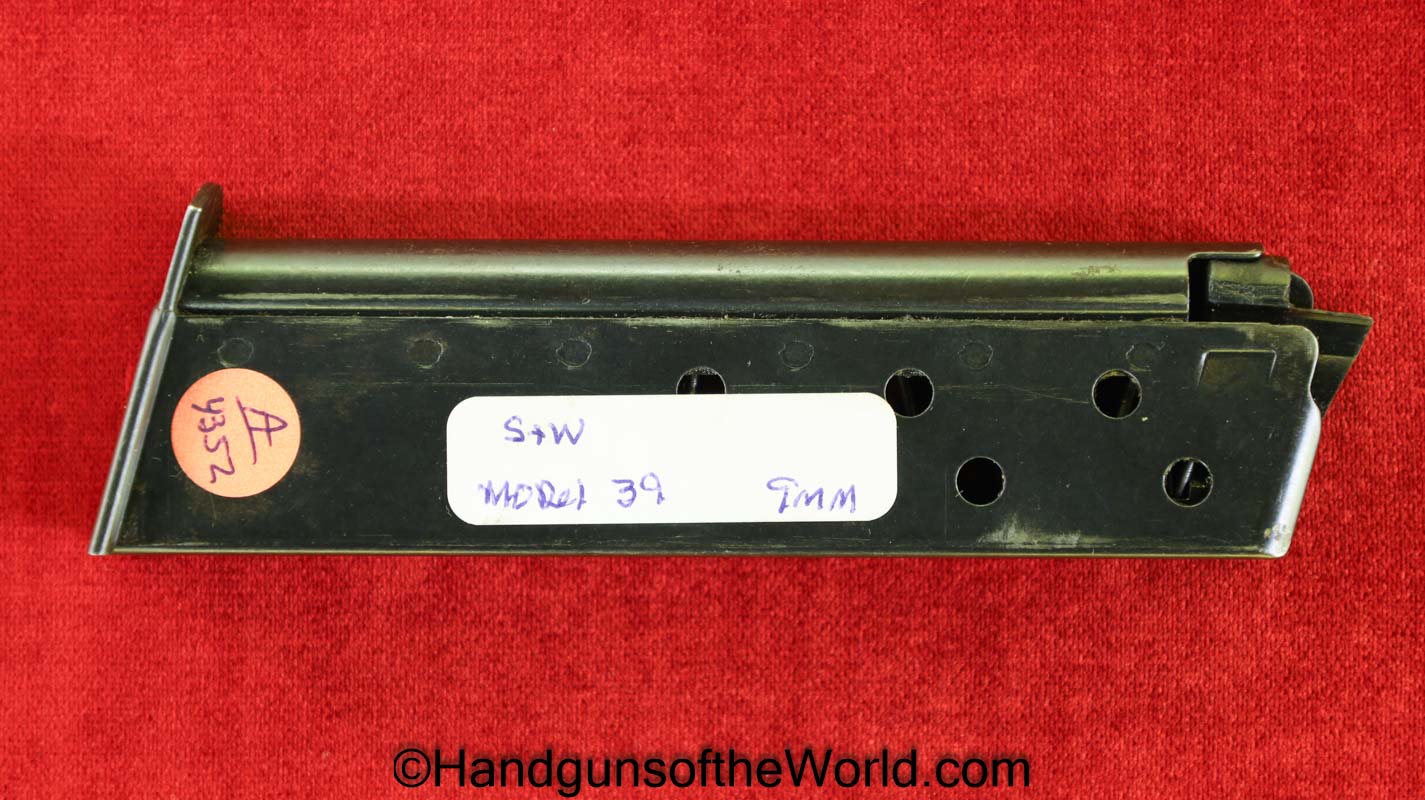 A
4352
S+W
MODel 39 9MM
©HandgunsoftheWorld.com